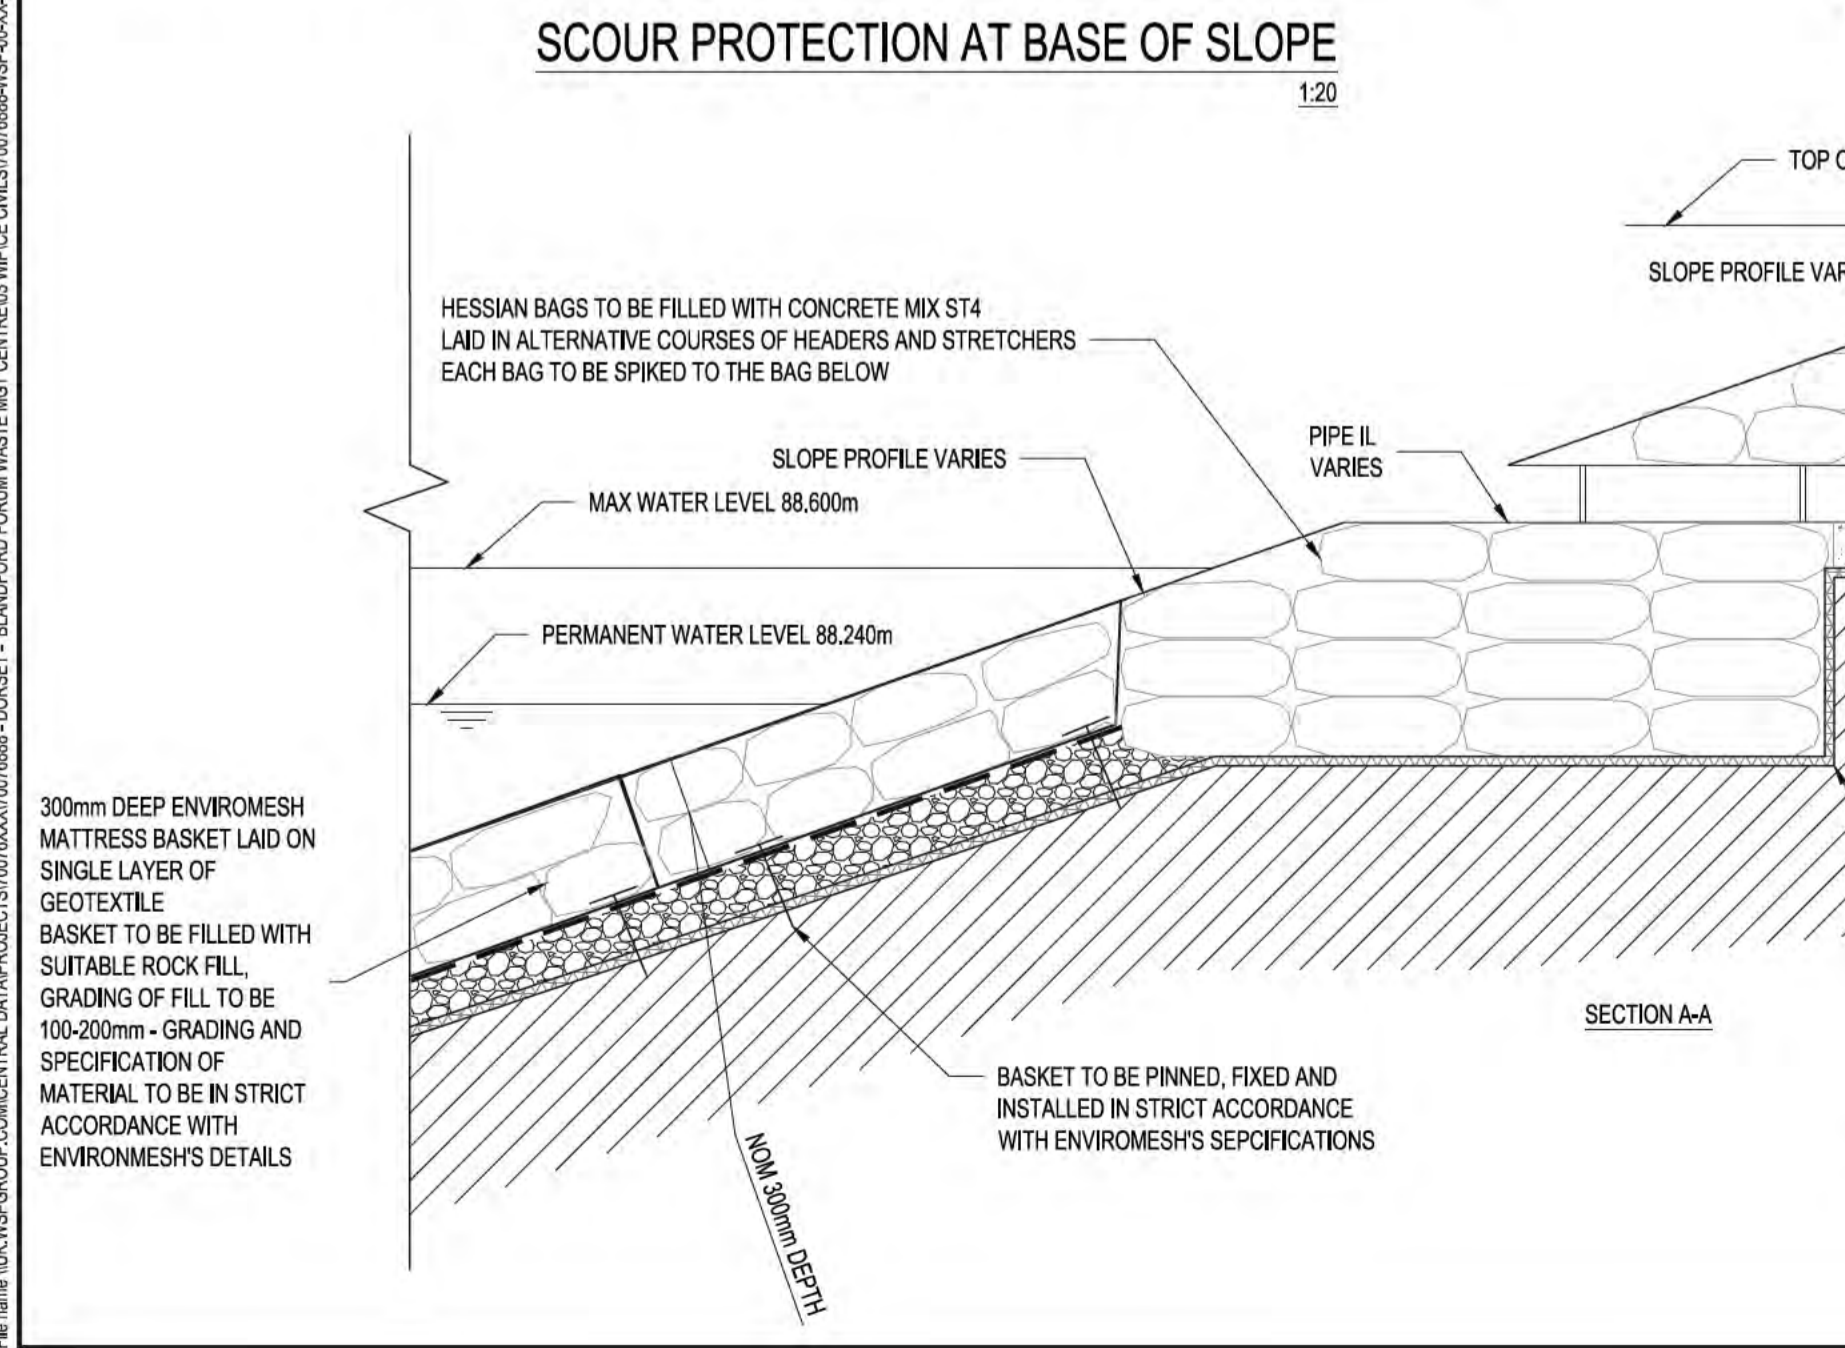 SCOUR PROTECTION AT BASE OF SLOPE
1:20
TOP
SLOPE PROFILE
HESSIAN BAGS TO BE FILLED WITH CONCRETE MIX ST4
LAID IN ALTERNATIVE COURSES OF HEADERS AND STRETCHERS
EACH BAG TO BE SPIKED TO THE BAG BELOW
PIPE IL
VARIES
SLOPE PROFILE VARIES
MAX WATER LEVEL 88.600m
PERMANENT WATER LEVEL 88.240m
300mm DEEP ENVIROMESH
MATTRESS BASKET LAID ON
SINGLE LAYER OF
GEOTEXTILE
BASKET TO BE FILLED WITH
SUITABLE ROCK FILL,
GRADING OF FILL TO BE
100-200mm - GRADING AND
SPECIFICATION OF
MATERIAL TO BE IN STRICT
ACCORDANCE WITH
ENVIRONMESH'S DETAILS
SECTION A-A
BASKET TO BE PINNED, FIXED AND
INSTALLED IN STRICT ACCORDANCE
WITH ENVIROMESH'S SEPCIFICATIONS
NOM 300mm DEPTH